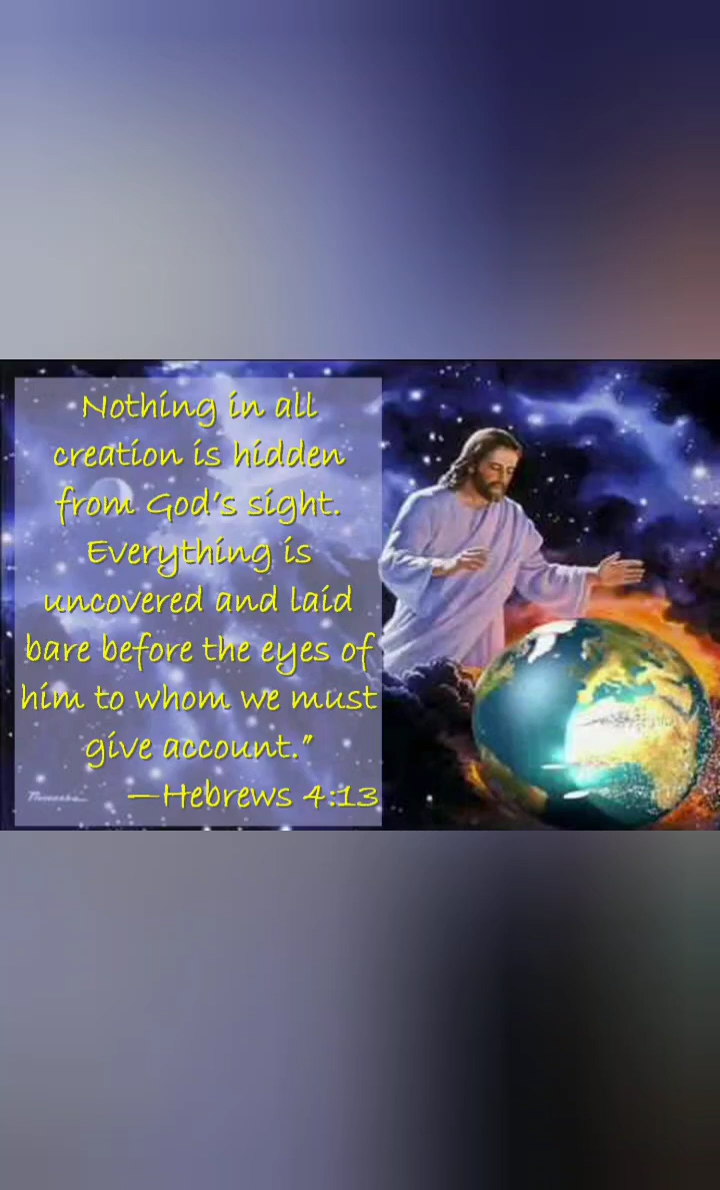 Nothing in all
creation is hidden
from God's sight.
Everything is
uncovered and laid
bare before the eyes of
him to whom we must
give account.”
—Hebrews 4:13